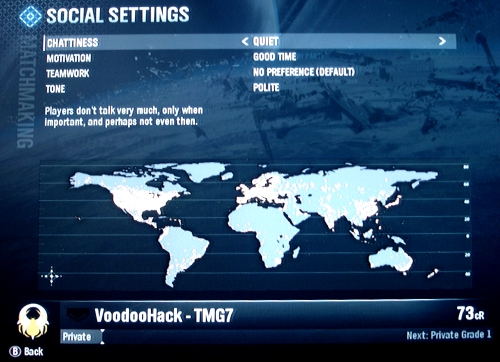 SOCIAL SETTINGS
MATCHMAKING
CHATTINESS < QUIET >
MOTIVATION GOOD TIME
TEAMWORK NO PREFERENCE (DEFAULT)
TONE POLITE
Players don't talk very much, only when
important, and perhaps not even then.
VoodooHack - TMG7 73cR
Private Next: Private Grade 1
B Back